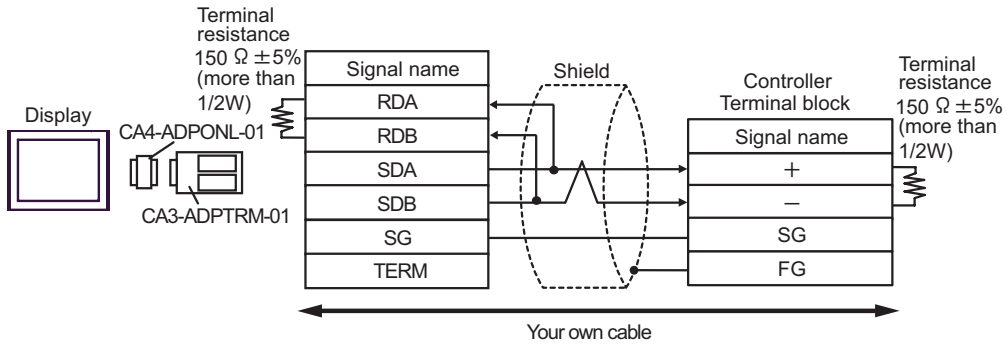 Terminal
resistance
150 Ω ±5%
(more than
1/2W)
Display
CA4-ADPONL-01
CA3-ADPTRM-01
Signal name
RDA
RDB
SDA
SDB
SG
TERM
Shield
Controller
Terminal block
Signal name
+
−
SG
FG
Terminal
resistance
150 Ω ±5%
(more than
1/2W)
Your own cable